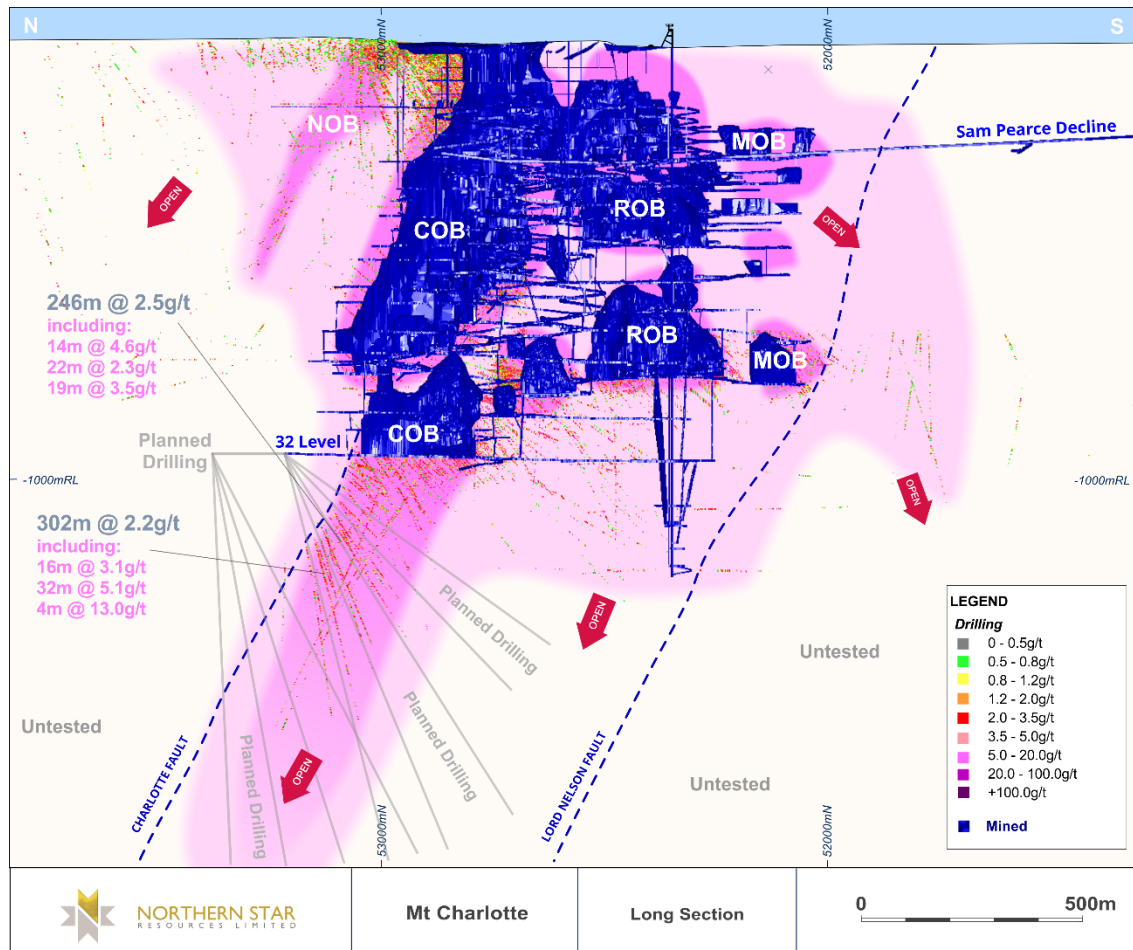 N
S
53000mN
52000mN
NOB
MOB
Sam Pearce Decline
OPEN
COB
ROB
OPEN
246m @ 2.5g/t
including:
14m @ 4.6g/t
22m @ 2.3g/t
19m @ 3.5g/t
ROB
MOB
COB
Planned
Drilling
32 Level
-1000mRL
-1000mRL
OPEN
302m @ 2.2g/t
including:
16m @ 3.1g/t
32m @ 5.1g/t
4m @ 13.0g/t
Planned Drilling
OPEN
Untested
Untested
Planned Drilling
Planned Drilling
OPEN
CHARLOTTE FAULT
LORD NELSON FAULT
Untested
53000mN
52000mN
LEGEND
Drilling
0 - 0.5g/t
0.5 - 0.8g/t
0.8 - 1.2g/t
1.2 - 2.0g/t
2.0 - 3.5g/t
3.5 - 5.0g/t
5.0 - 20.0g/t
20.0 - 100.0g/t
+100.0g/t
Mined
NORTHERN STAR
RESOURCES LIMITED
Mt Charlotte
Long Section
0 500m